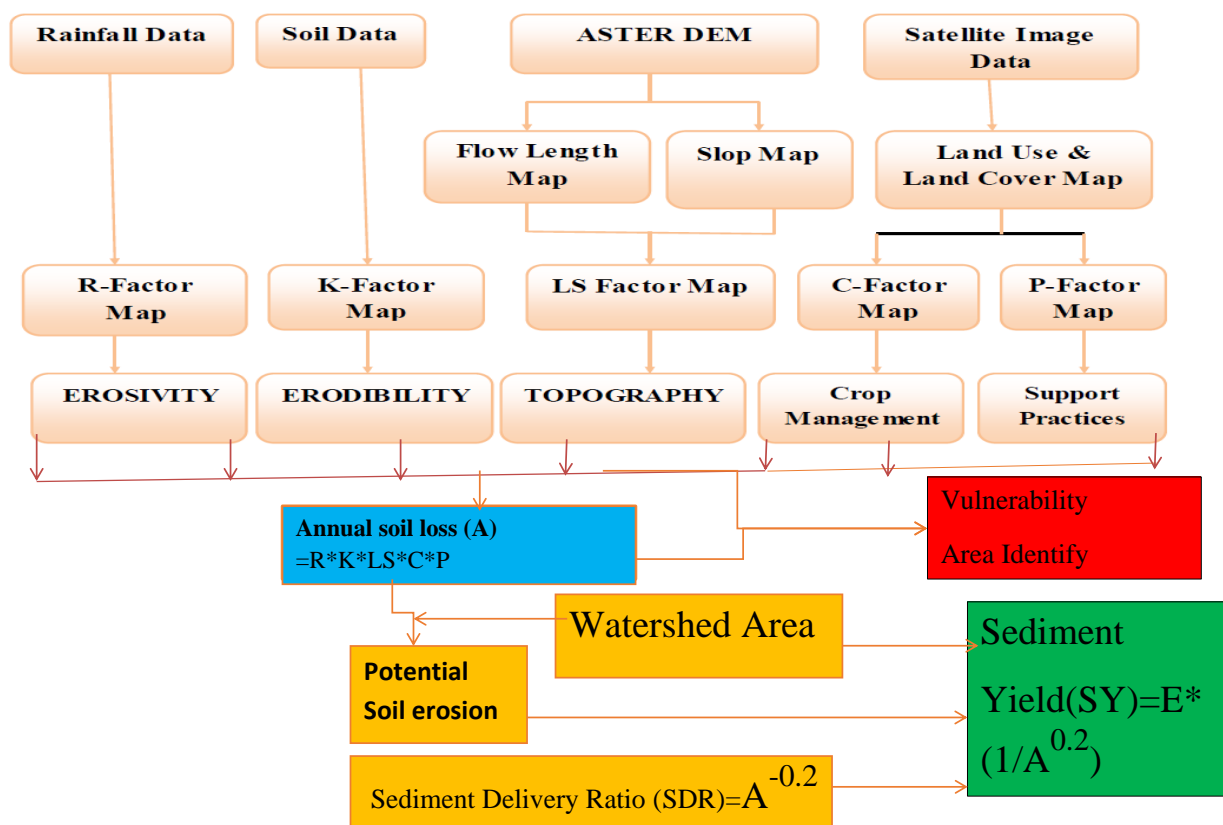 Rainfall Data
Soil Data
ASTER DEM
Satellite Image
Data
Flow Length
Map
Slop Map
Land Use &
Land Cover Map
R-Factor
Map
K-Factor
Map
LS Factor Map
C-Factor
Map
P-Factor
Map
EROSIVITY
ERODIBILITY
TOPOGRAPHY
Crop
Management
Support
Practices
Annual soil loss (A)
=R*K*LS*C*P
Vulnerability
Area Identify
Watershed Area
Potential
Soil erosion
Sediment
Yield(SY)=E*
(1/A^0.2)
Sediment Delivery Ratio (SDR)=A^-0.2